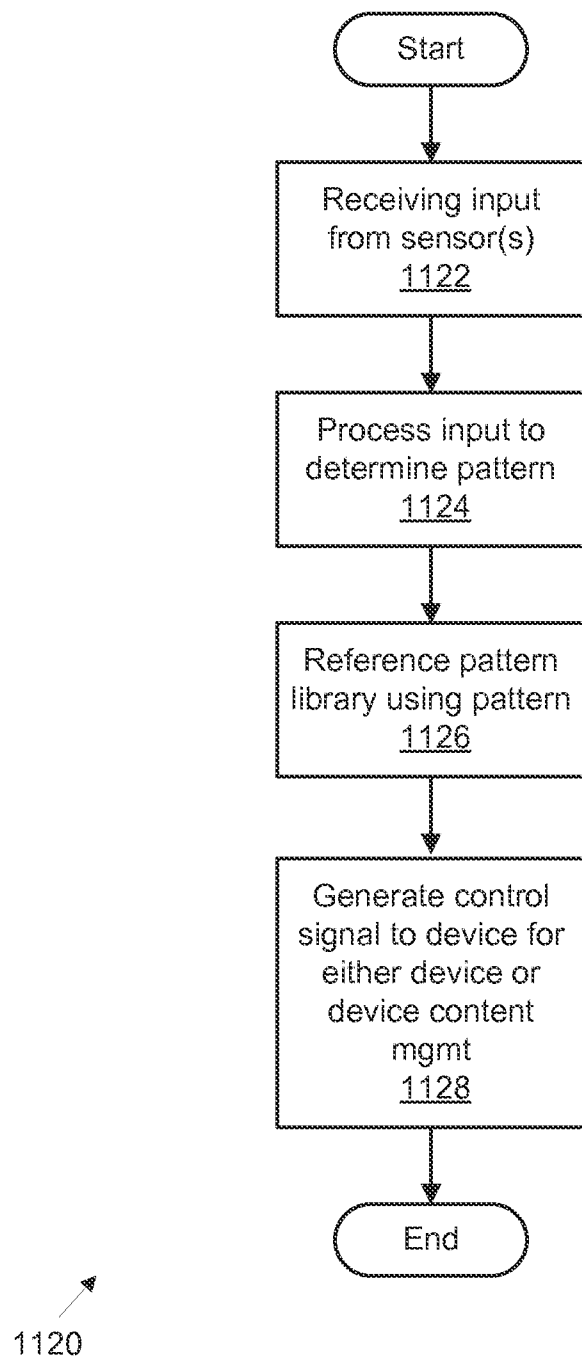 Start
Receiving input
from sensor(s)
1122
Process input to
determine pattern
1124
Reference pattern
library using pattern
1126
Generate control
signal to device for
either device or
device content
mgmt
1128
End
1120